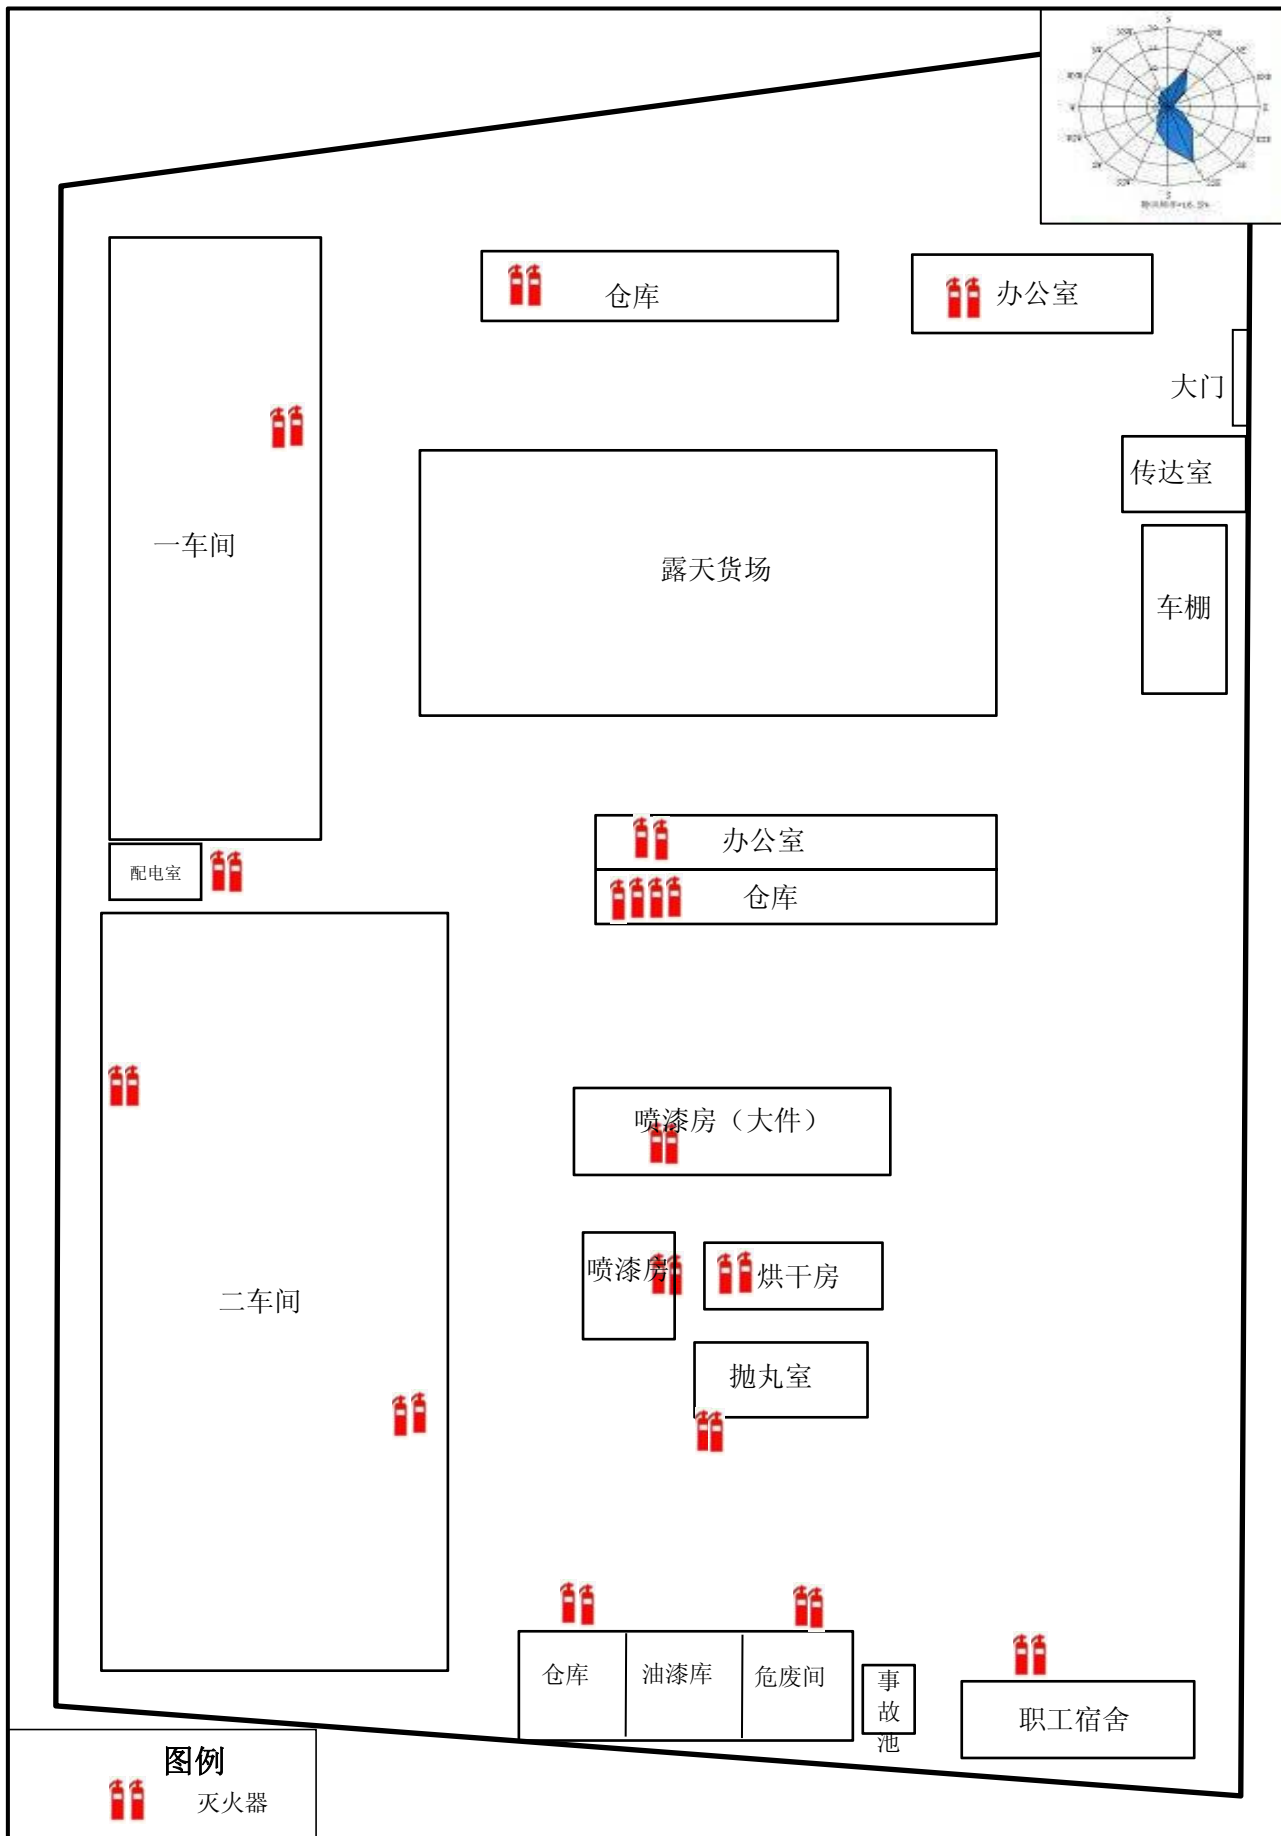 仓库
办公室
大门
传达室
一车间
露天货场
车棚
办公室
配电室
仓库
喷漆房（大件）
喷漆房
烘干房
二车间
抛丸室
仓库
油漆库
危废间
事
故
池
职工宿舍
图例
灭火器